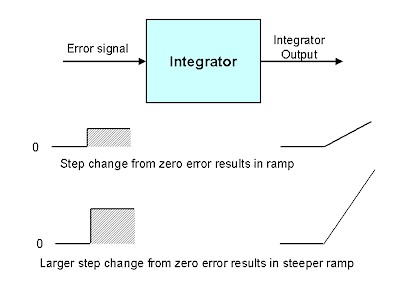 Error signal
Integrator
Integrator
Output
0
Step change from zero error results in ramp
0
Larger step change from zero error results in steeper ramp